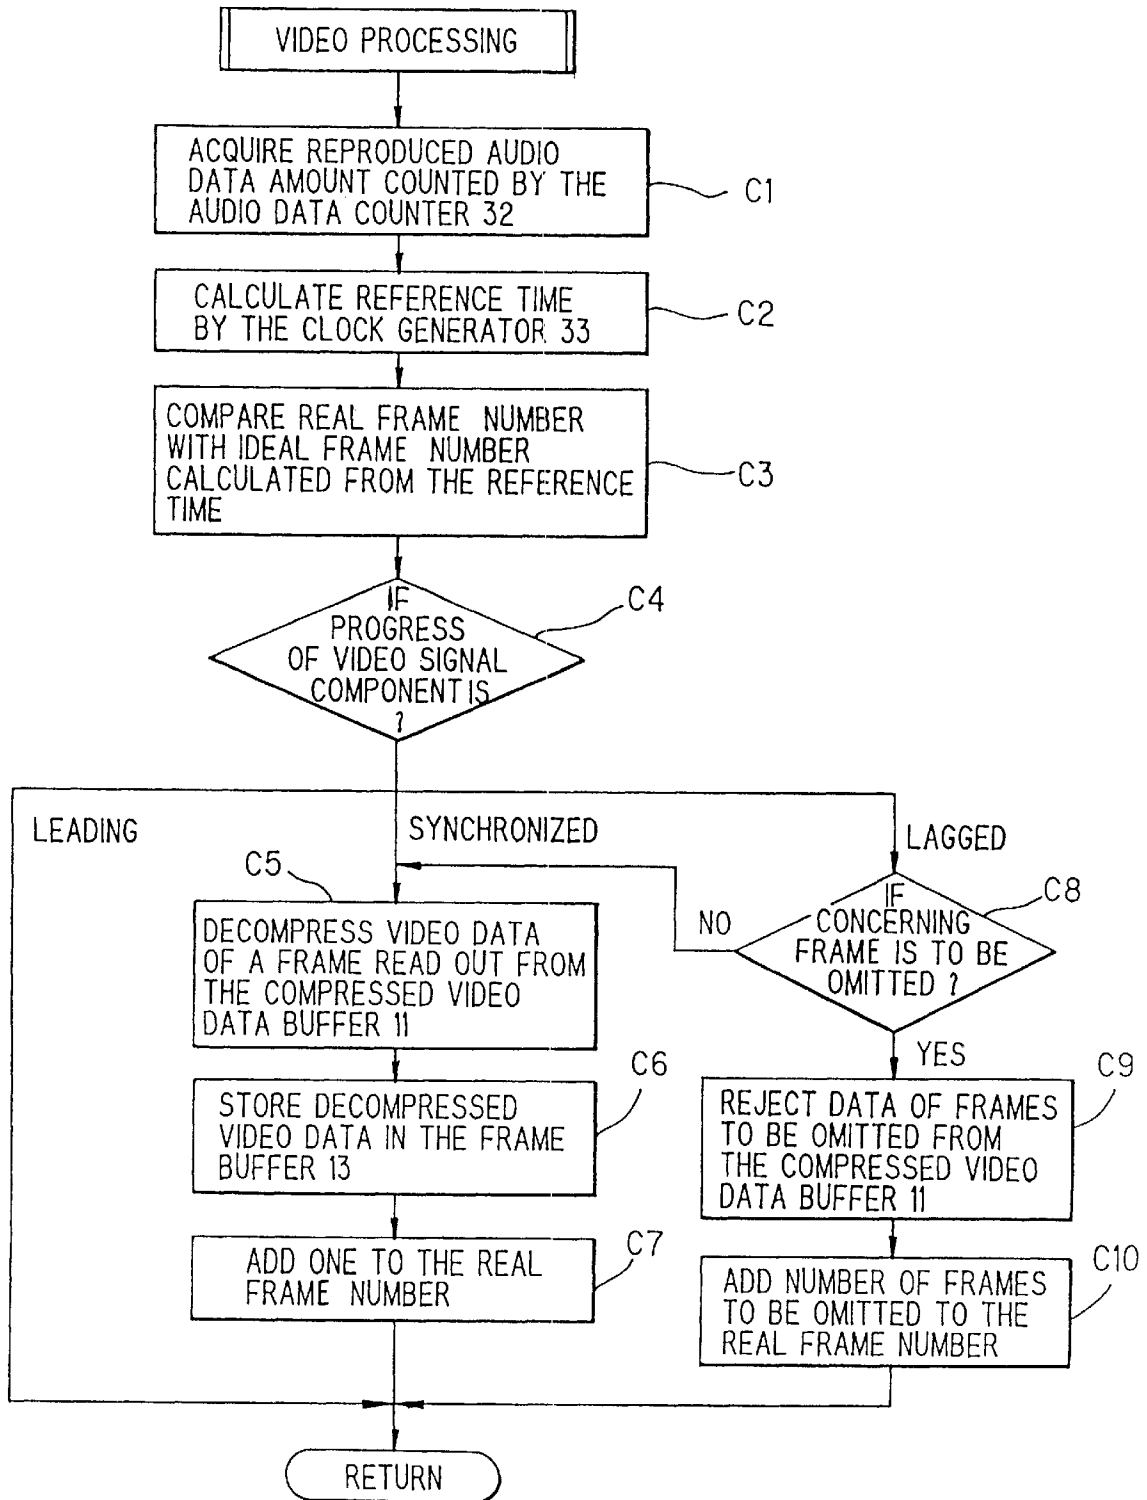 VIDEO PROCESSING
ACQUIRE REPRODUCED AUDIO
DATA AMOUNT COUNTED BY THE
AUDIO DATA COUNTER 32
C1
CALCULATE REFERENCE TIME
BY THE CLOCK GENERATOR 33
C2
COMPARE REAL FRAME NUMBER
WITH IDEAL FRAME NUMBER
CALCULATED FROM THE REFERENCE
TIME
C3
IF
PROGRESS
OF VIDEO SIGNAL
COMPONENT IS
?
C4
LEADING
SYNCHRONIZED
LAGGED
C5
DECOMPRESS VIDEO DATA
OF A FRAME READ OUT FROM
THE COMPRESSED VIDEO
DATA BUFFER 11
NO
IF
CONCERNING
FRAME IS TO BE
OMITTED ?
C8
YES
C6
STORE DECOMPRESSED
VIDEO DATA IN THE FRAME
BUFFER 13
C9
REJECT DATA OF FRAMES
TO BE OMITTED FROM
THE COMPRESSED VIDEO
DATA BUFFER 11
C7
ADD ONE TO THE REAL
FRAME NUMBER
C10
ADD NUMBER OF FRAMES
TO BE OMITTED TO THE
REAL FRAME NUMBER
RETURN